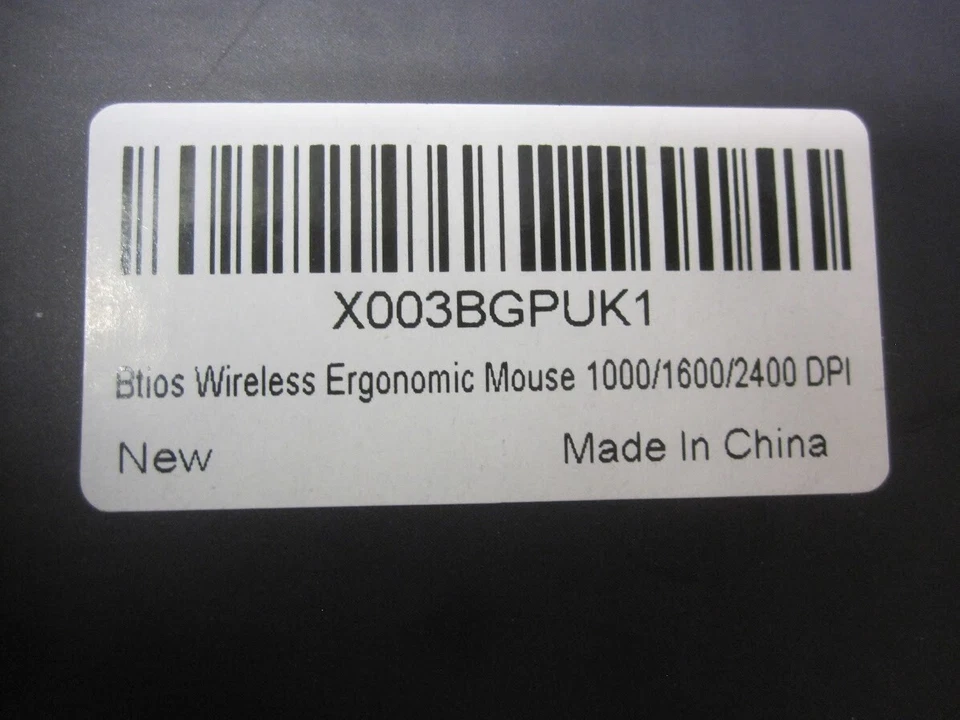 X003BGPUK1
Btios Wireless Ergonomic Mouse 1000/1600/2400 DPI
New
Made In China